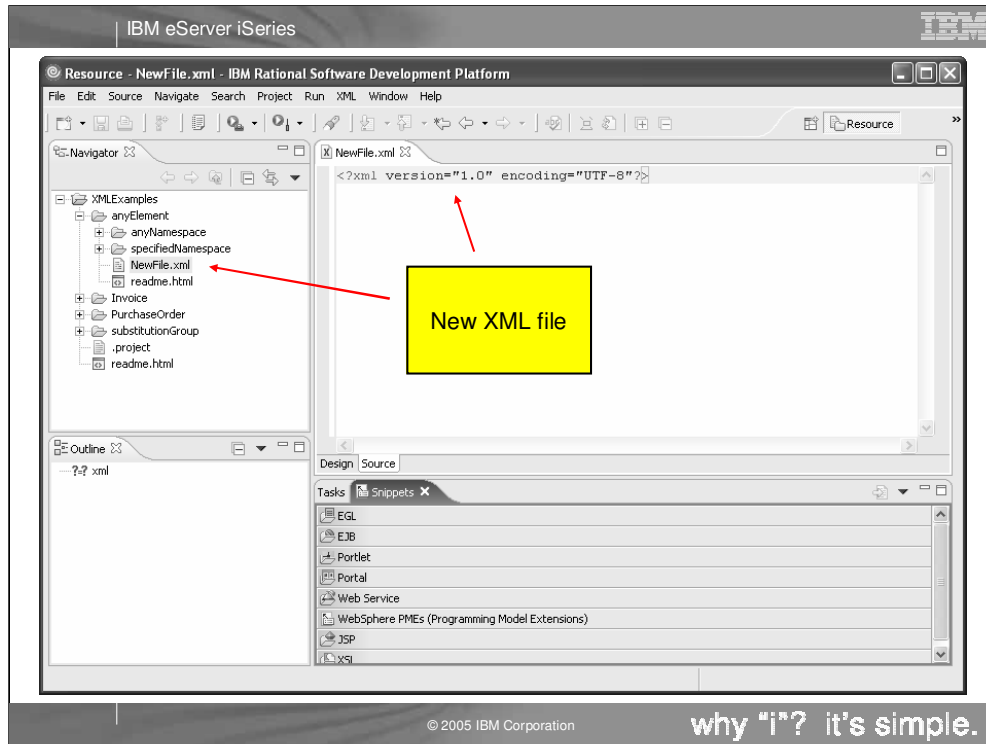 IBM eServer iSeries
IBM
Resource - NewFile.xml - IBM Rational Software Development Platform
File Edit Source Navigate Search Project Run XML Window Help
Resource
»
Navigator
NewFile.xml
<?xml version="1.0" encoding="UTF-8"?>
XMLExamples
anyElement
anyNamespace
specifiedNamespace
NewFile.xml
readme.html
Invoice
PurchaseOrder
substitutionGroup
.project
readme.html
New XML file
Outline
?=? xml
Design Source
Tasks Snippets
EGL
EJB
Portlet
Portal
Web Service
WebSphere PMEs (Programming Model Extensions)
JSP
XSL
© 2005 IBM Corporation
why "i"? it's simple.